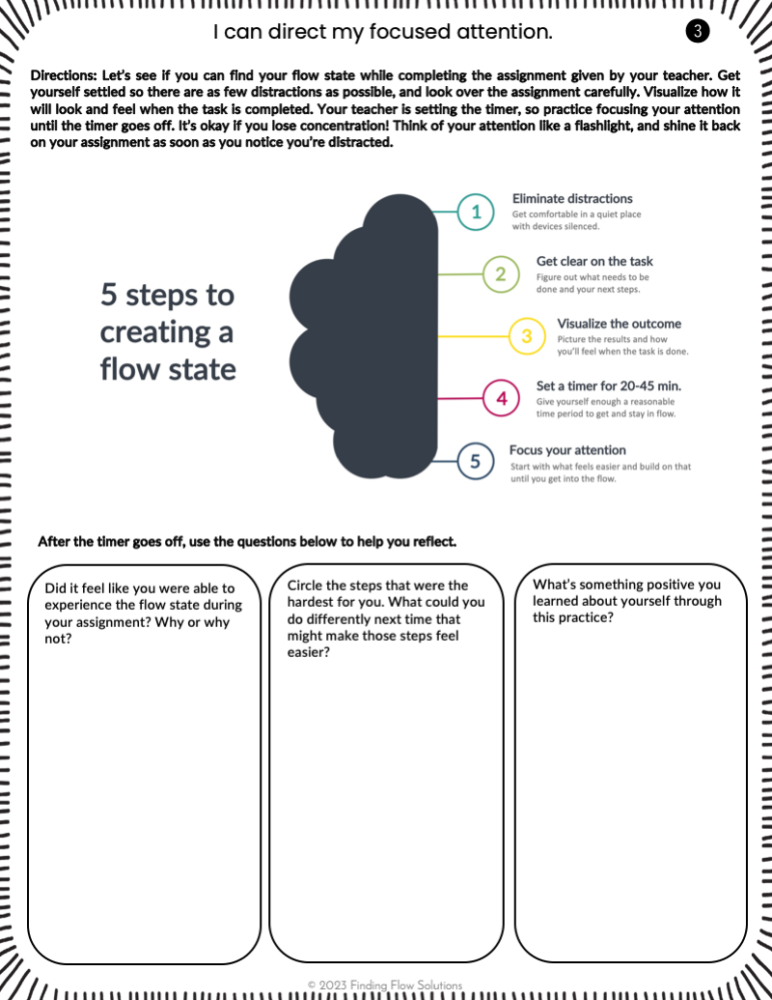 I can direct my focused attention.
3
Directions: Let's see if you can find your flow state while completing the assignment given by your teacher. Get
yourself settled so there are as few distractions as possible, and look over the assignment carefully. Visualize how it
will look and feel when the task is completed. Your teacher is setting the timer, so practice focusing your attention
until the timer goes off. It's okay if you lose concentration! Think of your attention like a flashlight, and shine it back
on your assignment as soon as you notice you're distracted.
5 steps to
creating a
flow state
1
Eliminate distractions
Get comfortable in a quiet place
with devices silenced.
2
Get clear on the task
Figure out what needs to be
done and your next steps.
3
Visualize the outcome
Picture the results and how
you'll feel when the task is done.
4
Set a timer for 20-45 min.
Give yourself enough a reasonable
time period to get and stay in flow.
5
Focus your attention
Start with what feels easier and build on that
until you get into the flow.
After the timer goes off, use the questions below to help you reflect.
Did it feel like you were able to
experience the flow state during
your assignment? Why or why
not?
Circle the steps that were the
hardest for you. What could you
do differently next time that
might make those steps feel
easier?
What's something positive you
learned about yourself through
this practice?
© 2023 Finding Flow Solutions